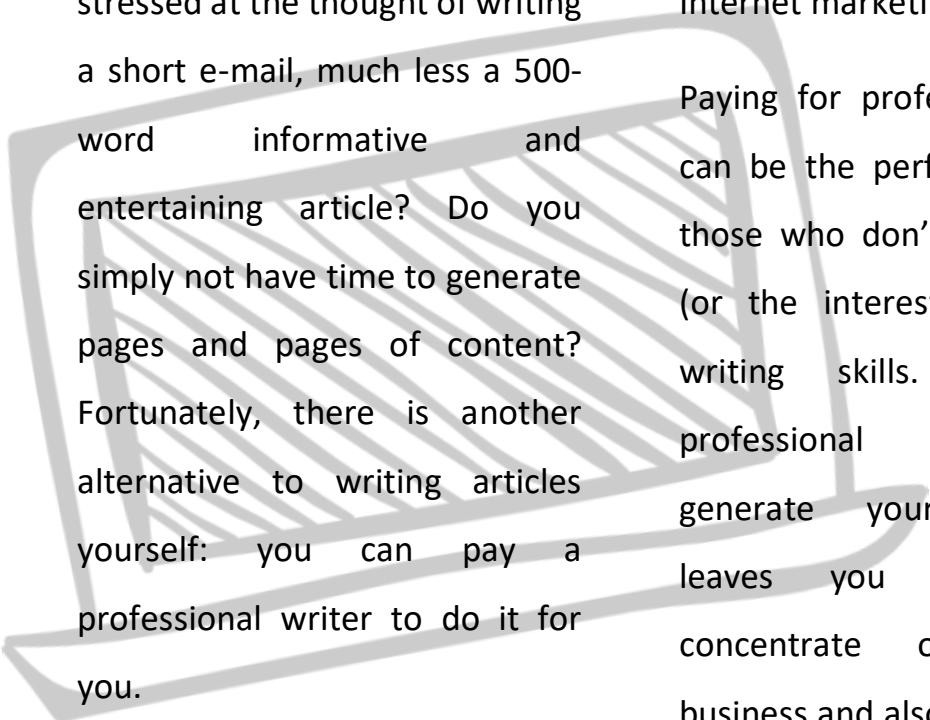 stressed at the thought of writing
a short e-mail, much less a 500-
word informative and
entertaining article? Do you
simply not have time to generate
pages and pages of content?
Fortunately, there is another
alternative to writing articles
yourself: you can pay a
professional writer to do it for
you.
internet
Paying for
can be the
those who
(or the
writing skills.
professional
generate
leaves you
concentrate
business and